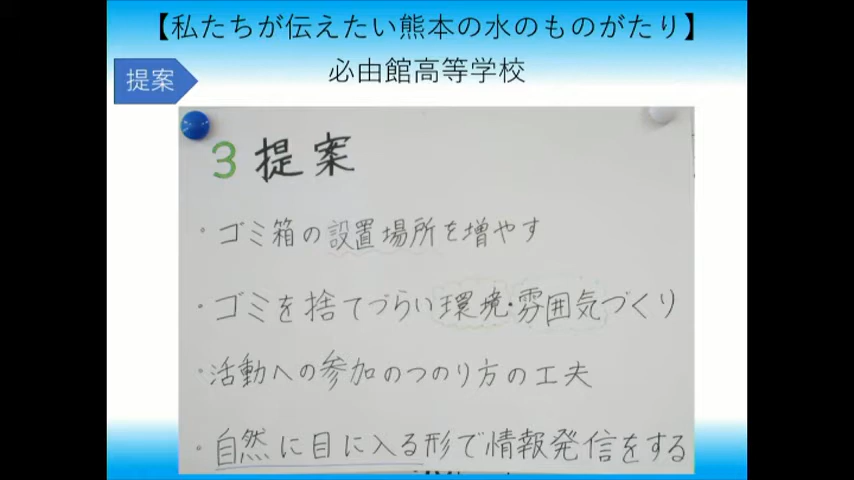 【私たちが伝えたい熊本の水のものがたり】
必由館高等学校
提案
3 提案
・ゴミ箱の設置場所を増やす
・ゴミを捨てづらい環境・雰囲気づくり
・活動への参加のつのり方の工夫
・自然に目に入る形で情報発信をする